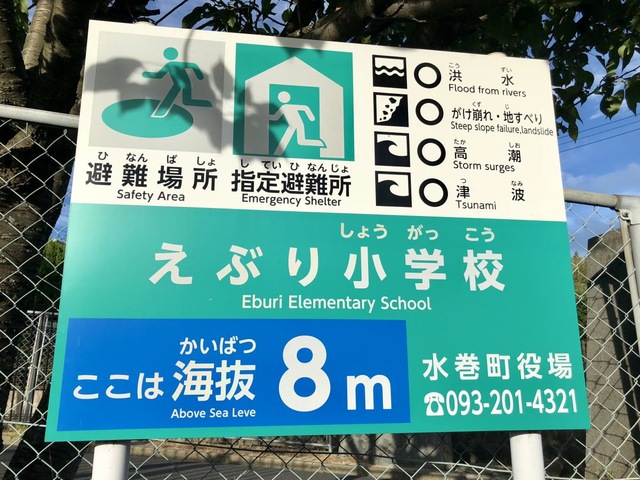 ひ なん ば しょ
避難場所
Safety Area
し てい ひ なんじょ
指定避難所
Emergency Shelter
こう ずい
洪水
Flood from rivers
くず じ
がけ崩れ・地すべり
Steep slope failure,landslide
たか しお
高潮
Storm surges
つ なみ
津波
Tsunami
しょう がっ こう
えぶり小学校
Eburi Elementary School
かいばつ
ここは海抜 8m
Above Sea Leve
水巻町役場
☎093-201-4321